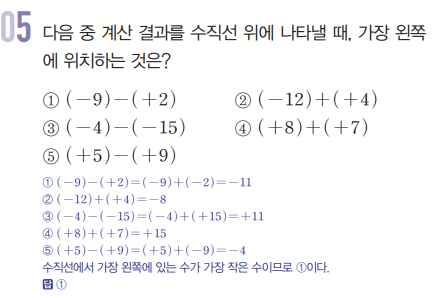 05 다음 중 계산 결과를 수직선 위에 나타낼 때, 가장 왼쪽
에 위치하는 것은?
① (-9)-(+2) ② (-12)+(+4)
③ (-4)-(-15) ④ (+8)+(+7)
⑤ (+5)-(+9)
① (-9)-(+2)=(-9)+(-2)=-11
② (-12)+(+4)=-8
③ (-4)-(-15)=(-4)+(+15)=+11
④ (+8)+(+7)=+15
⑤ (+5)-(+9)=(+5)+(-9)=-4
수직선에서 가장 왼쪽에 있는 수가 가장 작은 수이므로 ①이다.
답 ①